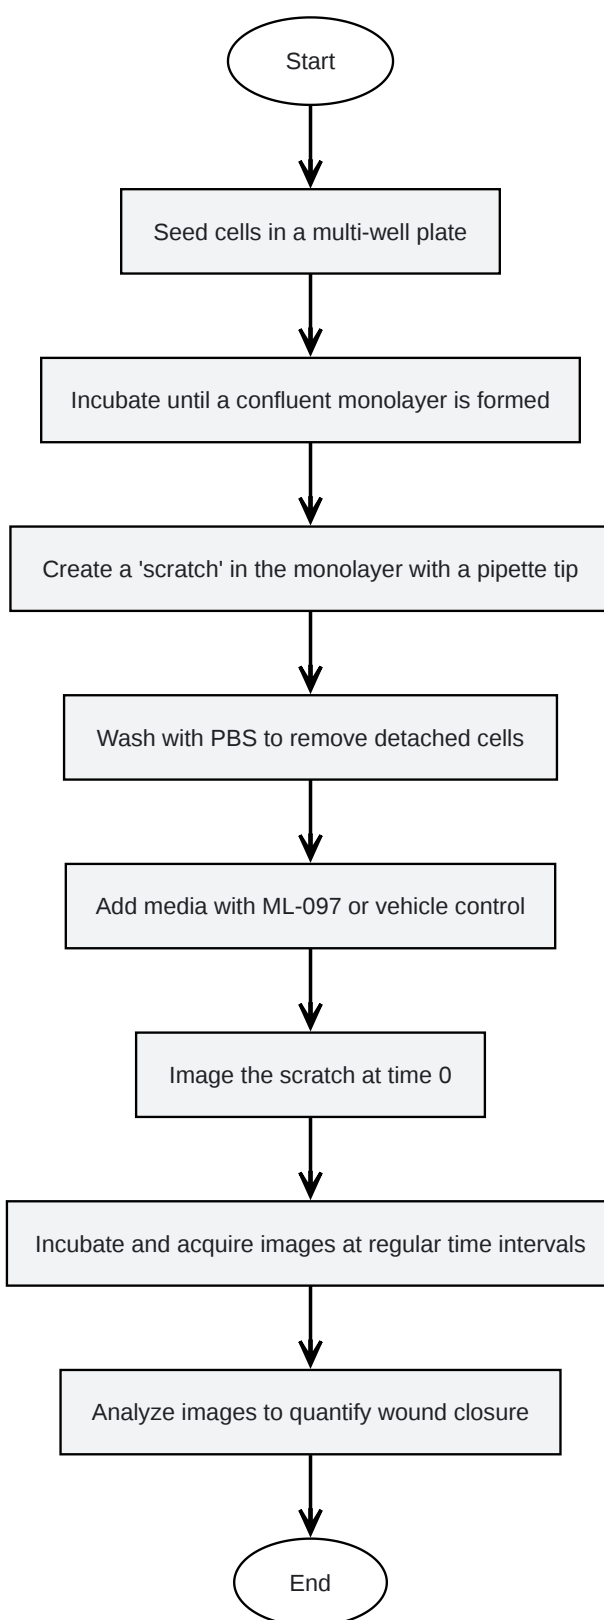 Start
Seed cells in a multi-well plate
Incubate until a confluent monolayer is formed
Create a 'scratch' in the monolayer with a pipette tip
Wash with PBS to remove detached cells
Add media with ML-097 or vehicle control
Image the scratch at time 0
Incubate and acquire images at regular time intervals
Analyze images to quantify wound closure
End